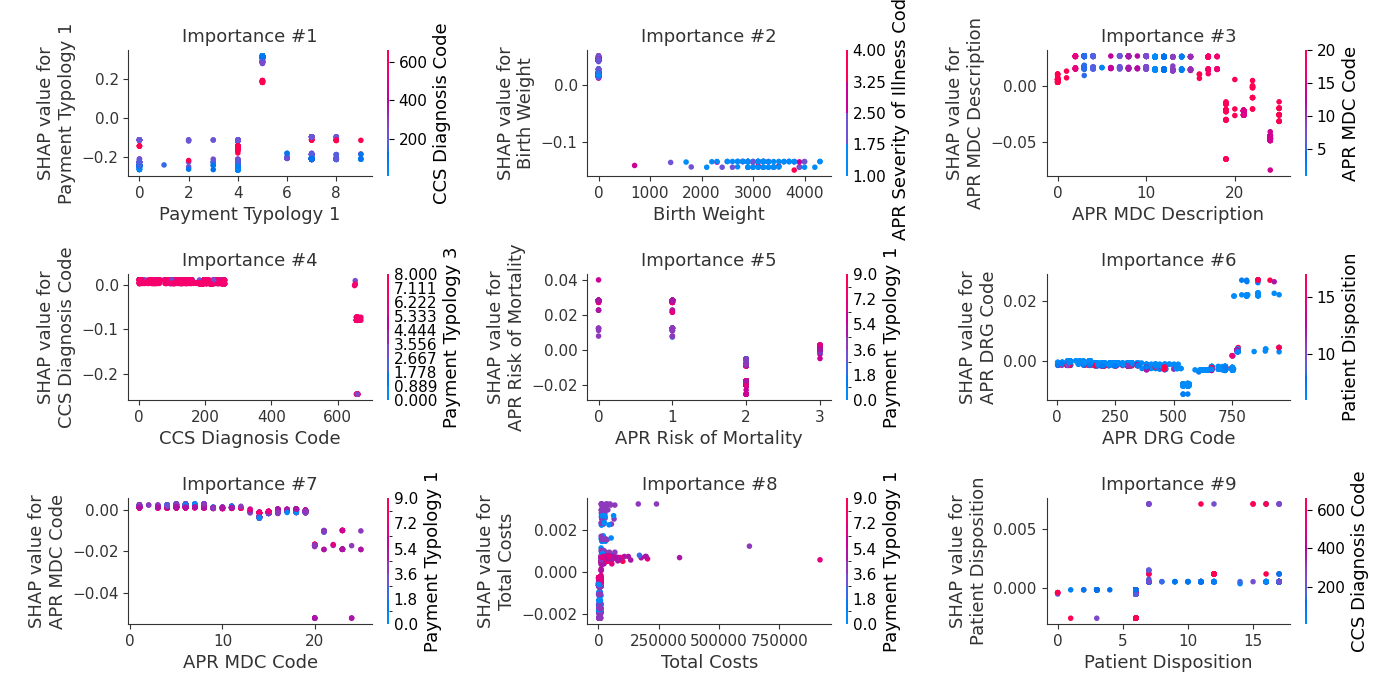 Importance #1
SHAP value for
Payment Typology 1
0.2
0.0
−0.2
0 2 4 6 8
Payment Typology 1
600
400
200
CCS Diagnosis Code
Importance #2
SHAP value for
Birth Weight
0.0
−0.1
0 1000 2000 3000 4000
Birth Weight
4.00
3.25
2.50
1.75
1.00
APR Severity of Illness Cod
Importance #3
SHAP value for
APR MDC Description
0.00
−0.05
0 10 20
APR MDC Description
20
15
10
5
APR MDC Code
Importance #4
SHAP value for
CCS Diagnosis Code
0.0
−0.1
−0.2
0 200 400 600
CCS Diagnosis Code
8.000
7.111
6.222
5.333
4.444
3.556
2.667
1.778
0.889
0.000
Payment Typology 3
Importance #5
SHAP value for
APR Risk of Mortality
0.04
0.02
0.00
−0.02
0 1 2 3
APR Risk of Mortality
9.0
7.2
5.4
3.6
1.8
0.0
Payment Typology 1
Importance #6
SHAP value for
APR DRG Code
0.02
0.00
0 250 500 750
APR DRG Code
15
10
Patient Disposition
Importance #7
SHAP value for
APR MDC Code
0.00
−0.02
−0.04
0 10 20
APR MDC Code
9.0
7.2
5.4
3.6
1.8
0.0
Payment Typology 1
Importance #8
SHAP value for
Total Costs
0.002
0.000
−0.002
0 250000 500000 750000
Total Costs
9.0
7.2
5.4
3.6
1.8
0.0
Payment Typology 1
Importance #9
SHAP value for
Patient Disposition
0.005
0.000
0 5 10 15
Patient Disposition
600
400
200
CCS Diagnosis Code